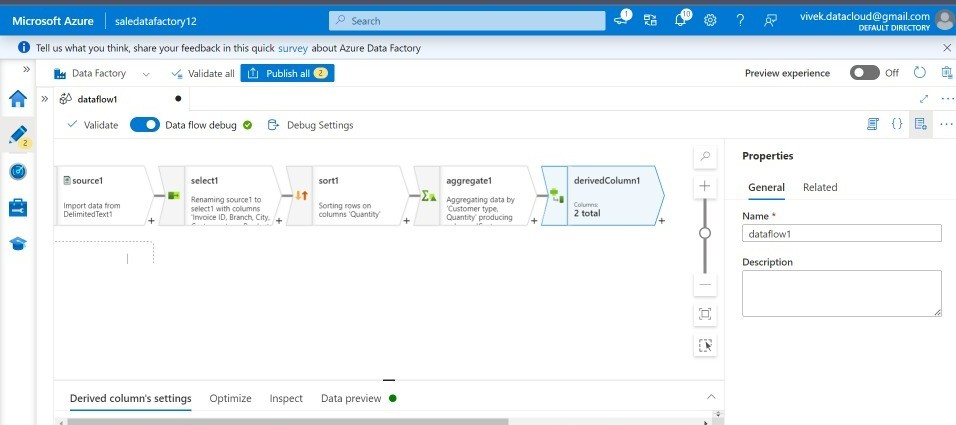 Microsoft Azure saledatafactory12 Search 1 10 vivek.datacloud@gmail.com
DEFAULT DIRECTORY
Tell us what you think, share your feedback in this quick survey about Azure Data Factory
Data Factory Validate all Publish all 2 Preview experience Off
dataflow1
2
Validate Data flow debug Debug Settings
source1
Import data from
DelimitedText1
select1
Renaming source1 to
select1 with columns
'Invoice ID, Branch, City,
sort1
Sorting rows on
columns 'Quantity'
aggregate1
Aggregating data by
'Customer type,
Quantity' producing
derivedColumn1
Columns:
2 total
Properties
General Related
Name *
dataflow1
Description
Derived column's settings Optimize Inspect Data preview